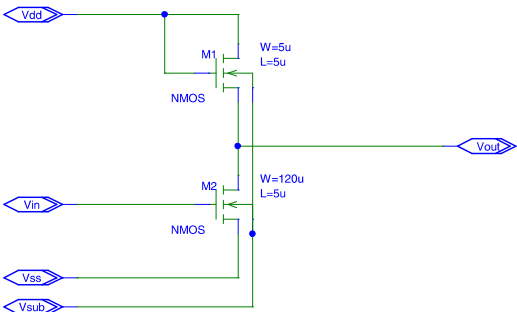 Vdd
M1
W=5u
L=5u
NMOS
Vout
M2
W=120u
L=5u
Vin
NMOS
Vss
Vsub